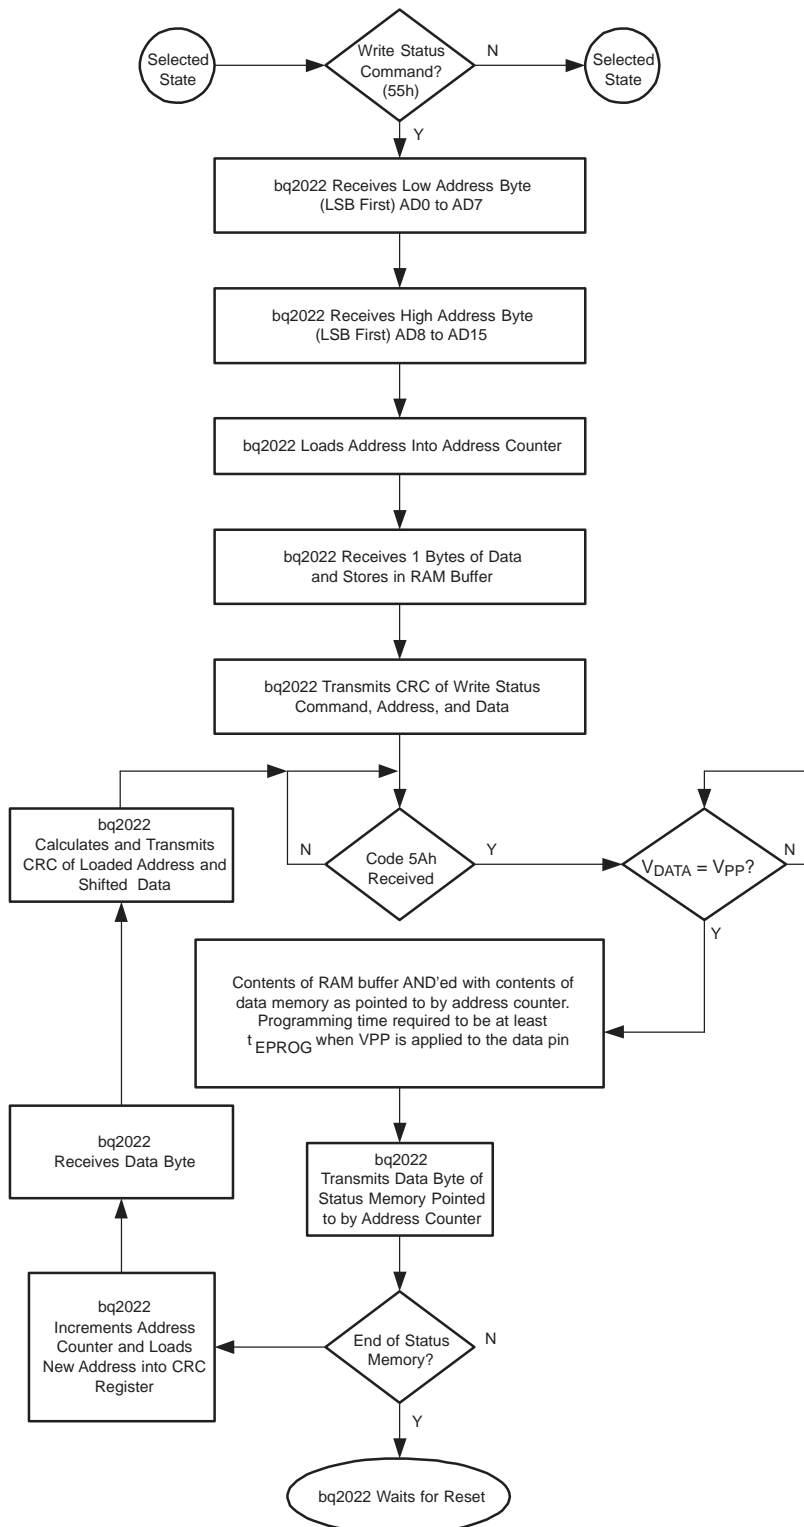 Selected
State
Write Status
Command?
(55h)
N
Selected
State
Y
bq2022 Receives Low Address Byte
(LSB First) AD0 to AD7
bq2022 Receives High Address Byte
(LSB First) AD8 to AD15
bq2022 Loads Address Into Address Counter
bq2022 Receives 1 Bytes of Data
and Stores in RAM Buffer
bq2022 Transmits CRC of Write Status
Command, Address, and Data
bq2022
Calculates and Transmits
CRC of Loaded Address and
Shifted Data
N
Code 5Ah
Received
Y
VDATA = VPP?
N
Y
Contents of RAM buffer AND'ed with contents of
data memory as pointed to by address counter.
Programming time required to be at least
tEPROG when VPP is applied to the data pin
bq2022
Receives Data Byte
bq2022
Transmits Data Byte of
Status Memory Pointed
to by Address Counter
bq2022
Increments Address
Counter and Loads
New Address into CRC
Register
End of Status
Memory?
N
Y
bq2022 Waits for Reset